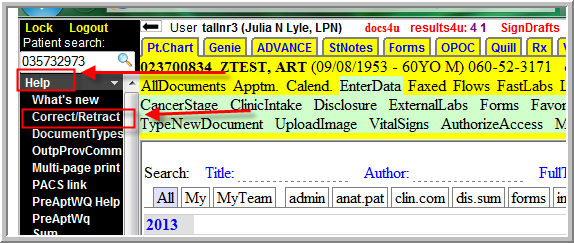 Lock Logout
User tallnr3 (Julia N Lyle, LPN) docs4u results4u: 4 1 SignDrafts
Patient search:
035732973
Pt.Chart Genie ADVANCE StNotes Forms OPOC Quill Rx
023700834 ZTEST, ART (09/08/1953 - 60YO M) 060-52-3171
Help
AllDocuments Apptm. Calend. EnterData Faxed Flows FastLabs
What's new
CancerStage ClinicIntake Disclosure ExternalLabs Forms
Correct/Retract
TypeNewDocument UploadImage VitalSigns AuthorizeAccess
DocumentTypes
OutpProvComm
Multi-page print
PACS link
Search: Title: Author:
PreAptWQ Help
All My MyTeam admin anat.pat clin.com dis.sum forms
PreAptWq
2013